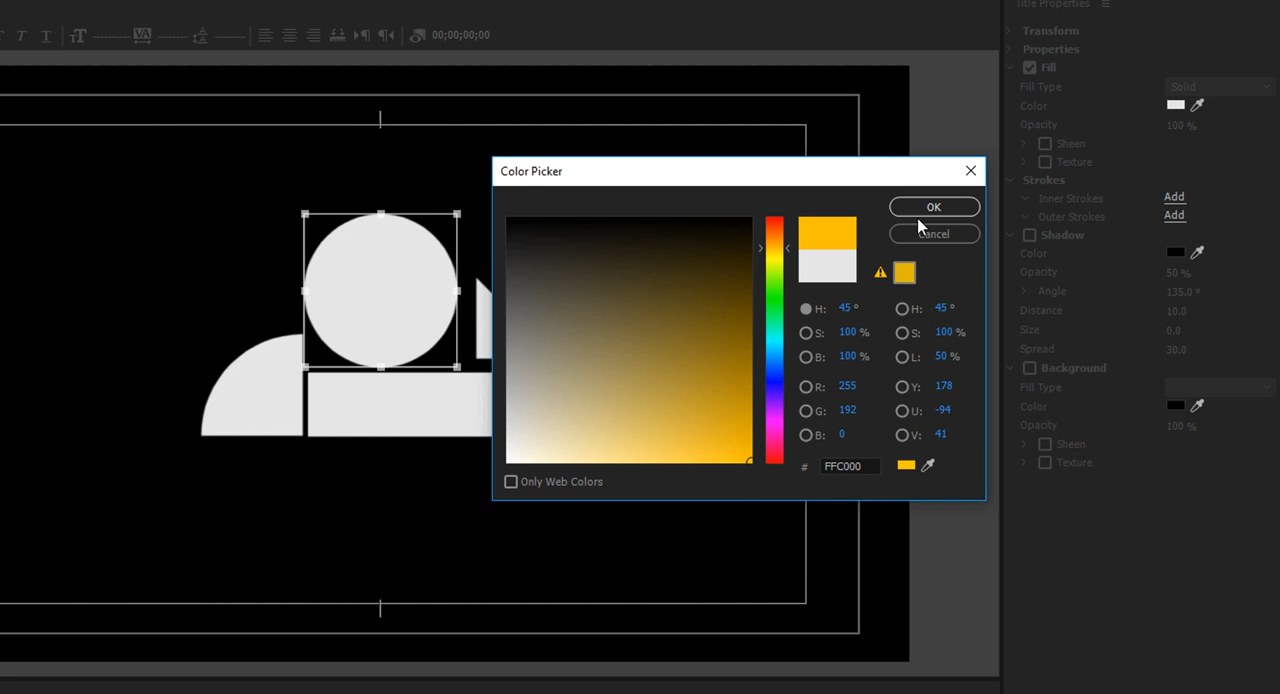 Title Properties
T T TT VA 00;00;00;00
Transform
Properties
Fill
Fill Type Solid
Color
Opacity 100 %
Sheen
Texture
Strokes
Inner Strokes Add
Outer Strokes Add
Shadow
Color
Opacity 50 %
Angle 135.0 °
Distance 10.0
Size 0.0
Spread 30.0
Background
Fill Type
Color
Opacity 100 %
Sheen
Texture
Color Picker
OK
Cancel
H: 45 ° H: 45 °
S: 100 % S: 100 %
B: 100 % L: 50 %
R: 255 Y: 178
G: 192 U: -94
B: 0 V: 41
# FFC000
Only Web Colors